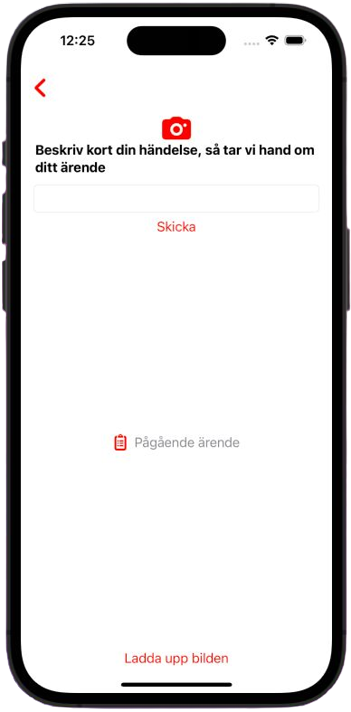 12:25
Beskriv kort din händelse, så tar vi hand om
ditt ärende
Skicka
Pågående ärende
Ladda upp bilden